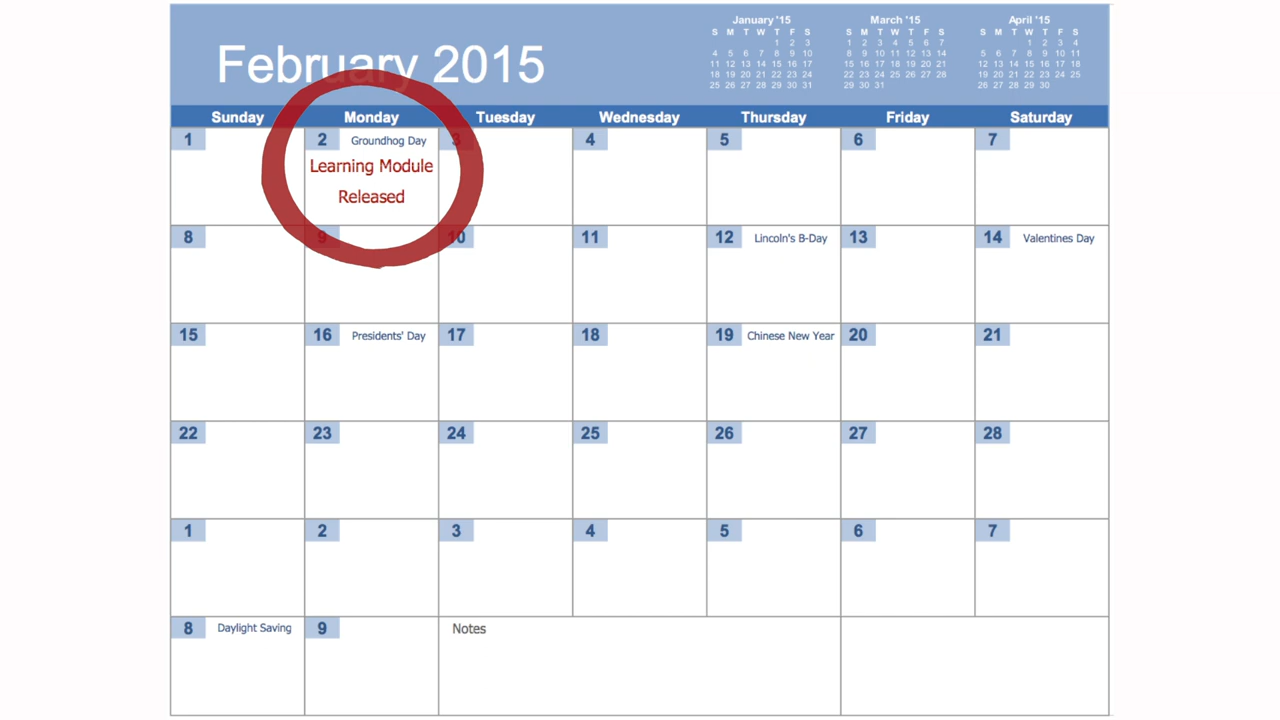 February 2015
January '15
S M T W T F S
1 2 3
4 5 6 7 8 9 10
11 12 13 14 15 16 17
18 19 20 21 22 23 24
25 26 27 28 29 30 31
March '15
S M T W T F S
1 2 3 4 5 6 7
8 9 10 11 12 13 14
15 16 17 18 19 20 21
22 23 24 25 26 27 28
29 30 31
April '15
S M T W T F S
1 2 3 4
5 6 7 8 9 10 11
12 13 14 15 16 17 18
19 20 21 22 23 24 25
26 27 28 29 30
Sunday Monday Tuesday Wednesday Thursday Friday Saturday
1 2 Groundhog Day 3 4 5 6 7
Learning Module
Released
8 9 10 11 12 Lincoln's B-Day 13 14 Valentines Day
15 16 Presidents' Day 17 18 19 Chinese New Year 20 21
22 23 24 25 26 27 28
1 2 3 4 5 6 7
8 Daylight Saving 9 Notes